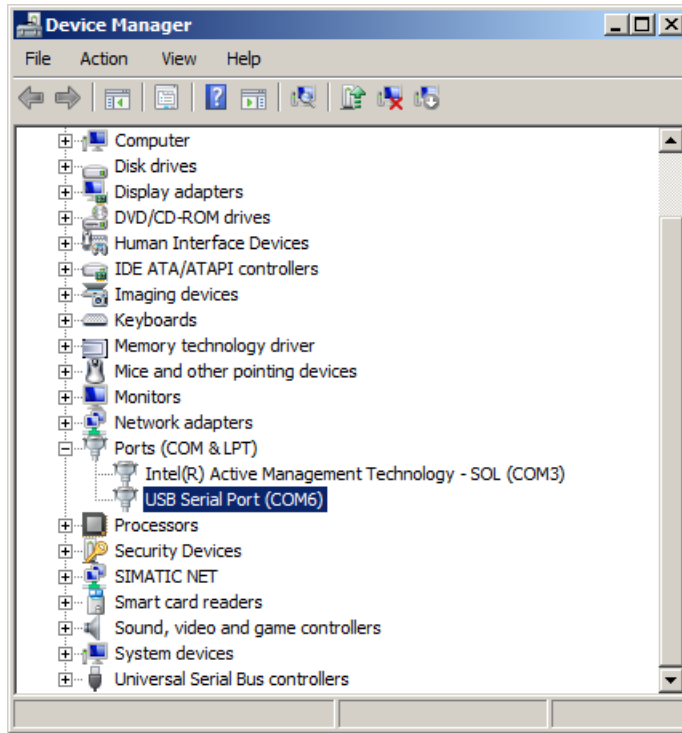 Device Manager
File Action View Help
Computer
Disk drives
Display adapters
DVD/CD-ROM drives
Human Interface Devices
IDE ATA/ATAPI controllers
Imaging devices
Keyboards
Memory technology driver
Mice and other pointing devices
Monitors
Network adapters
Ports (COM & LPT)
Intel(R) Active Management Technology - SOL (COM3)
USB Serial Port (COM6)
Processors
Security Devices
SIMATIC NET
Smart card readers
Sound, video and game controllers
System devices
Universal Serial Bus controllers